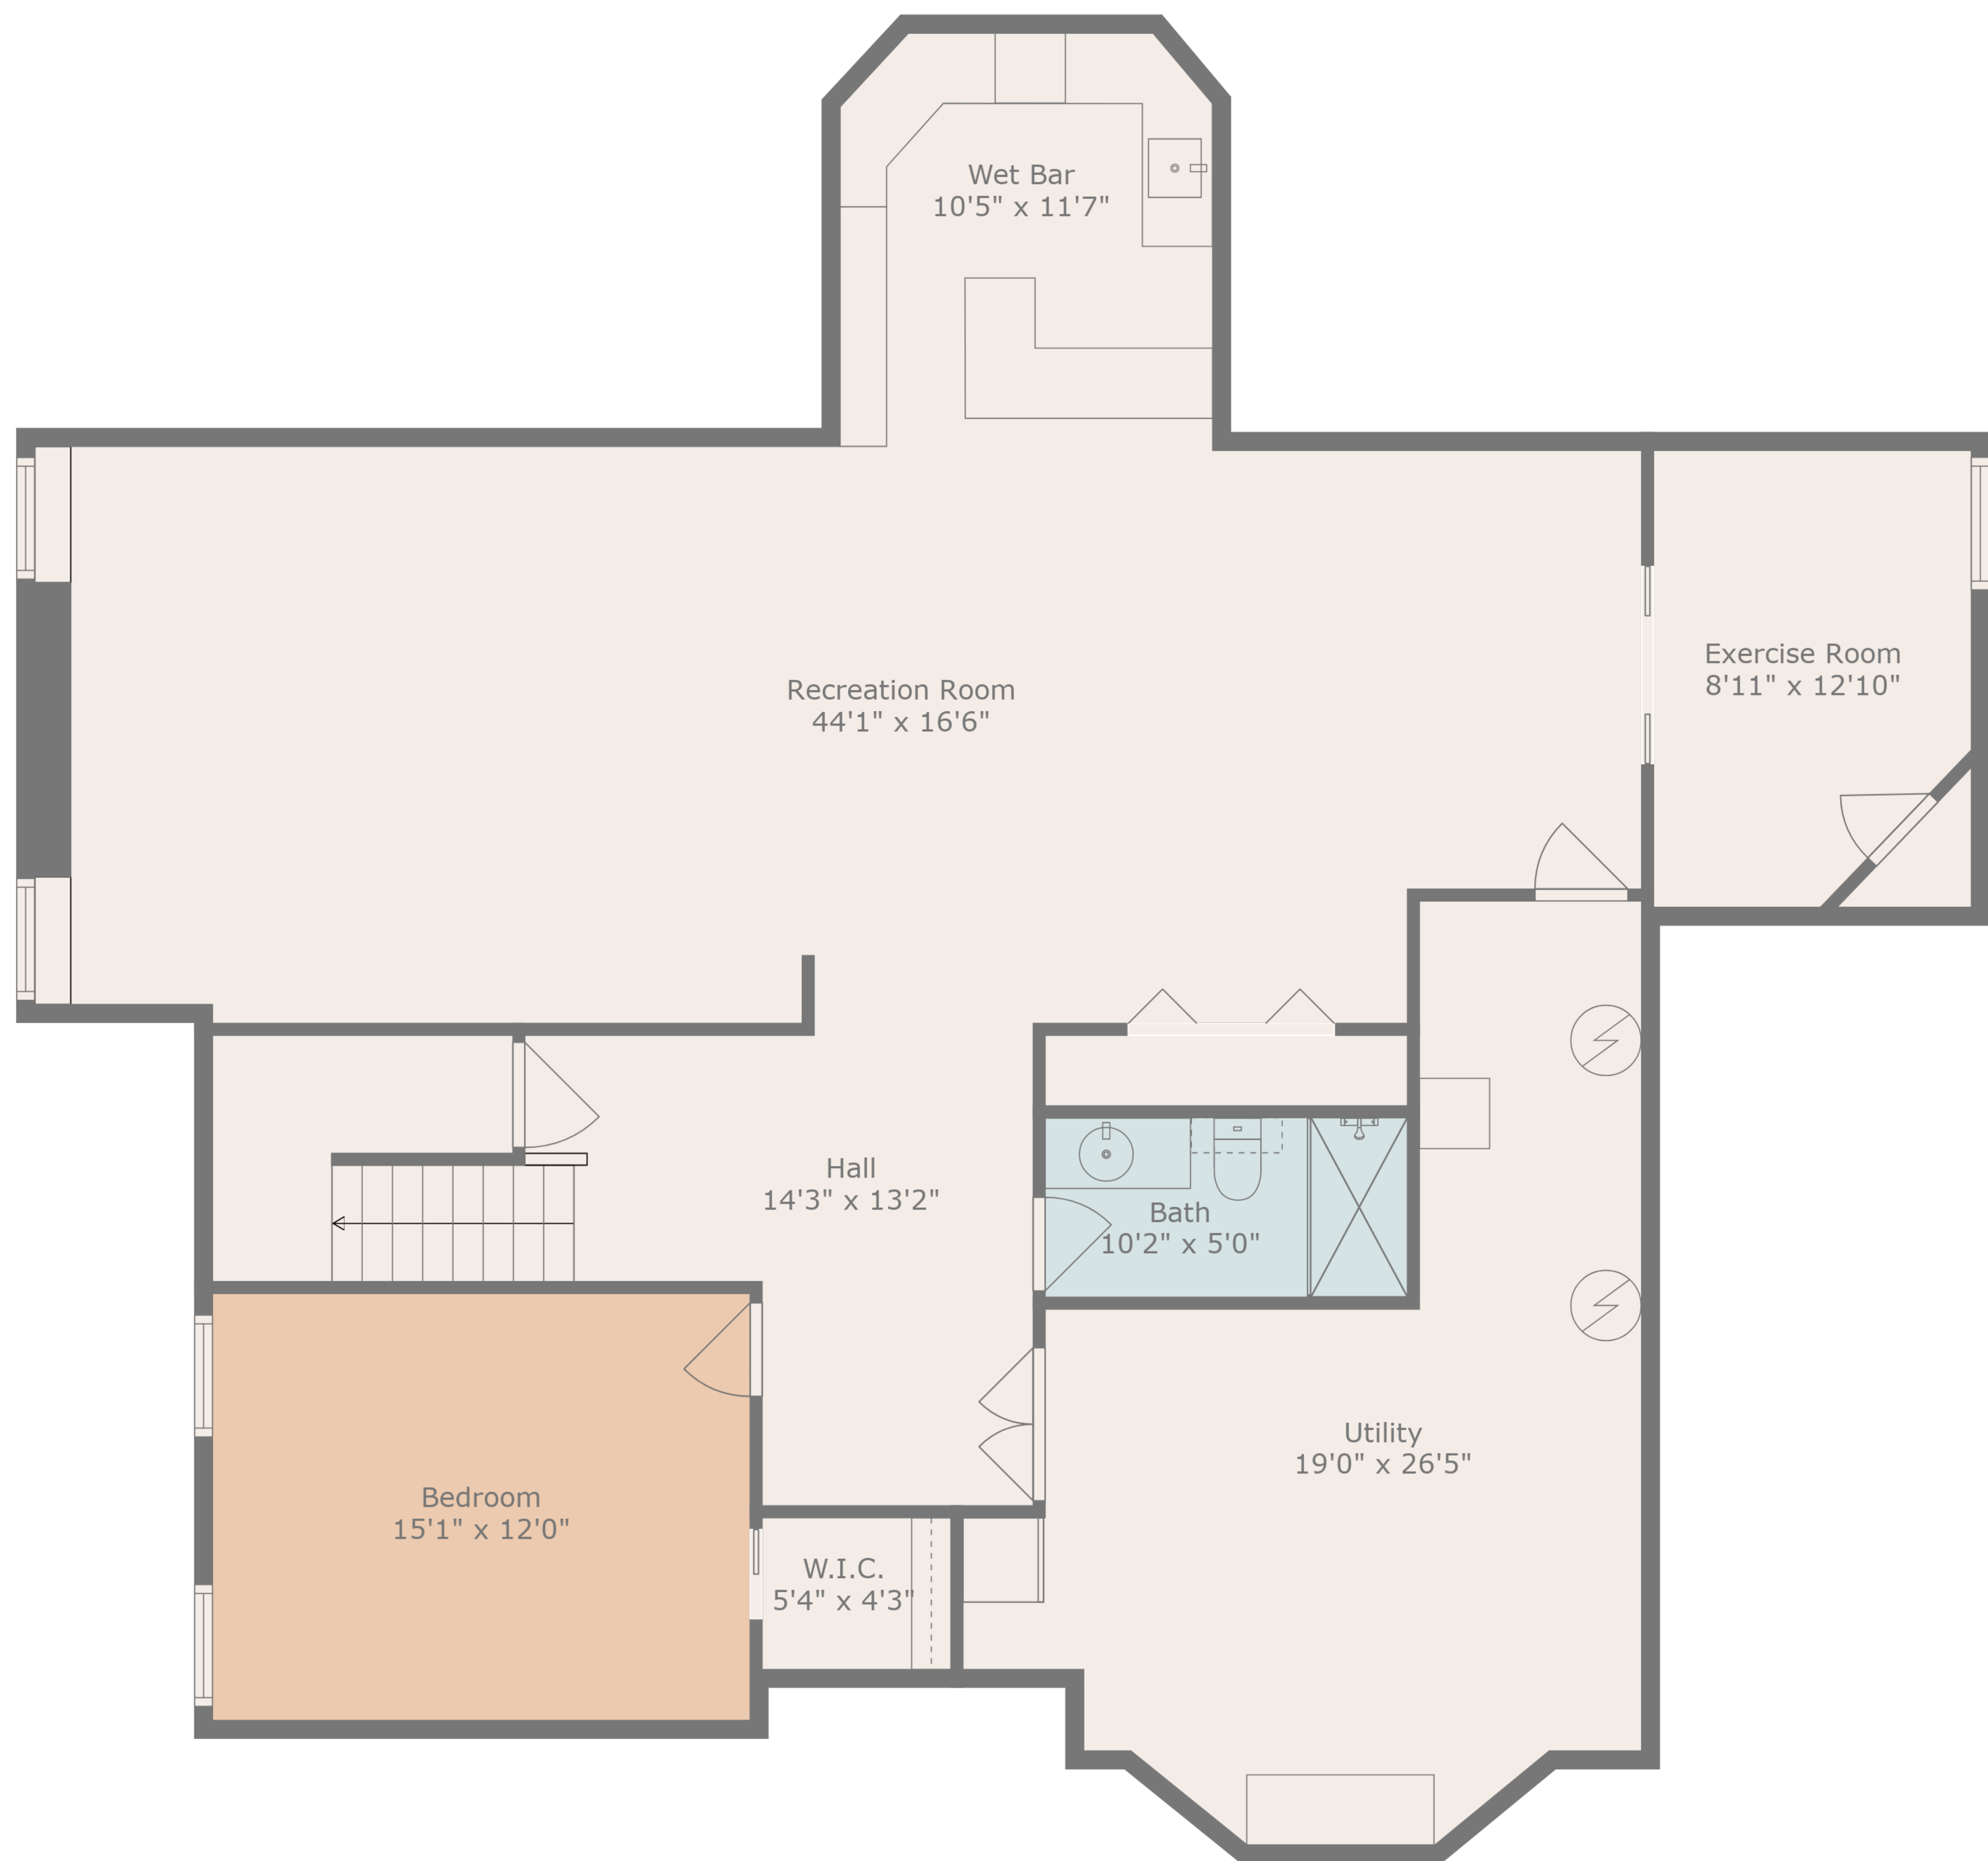 Wet Bar
10'5" x 11'7"
Exercise Room
8'11" x 12'10"
Recreation Room
44'1" x 16'6"
Hall
14'3" x 13'2"
Bath
10'2" x 5'0"
Utility
19'0" x 26'5"
Bedroom
15'1" x 12'0"
W.I.C.
5'4" x 4'3"